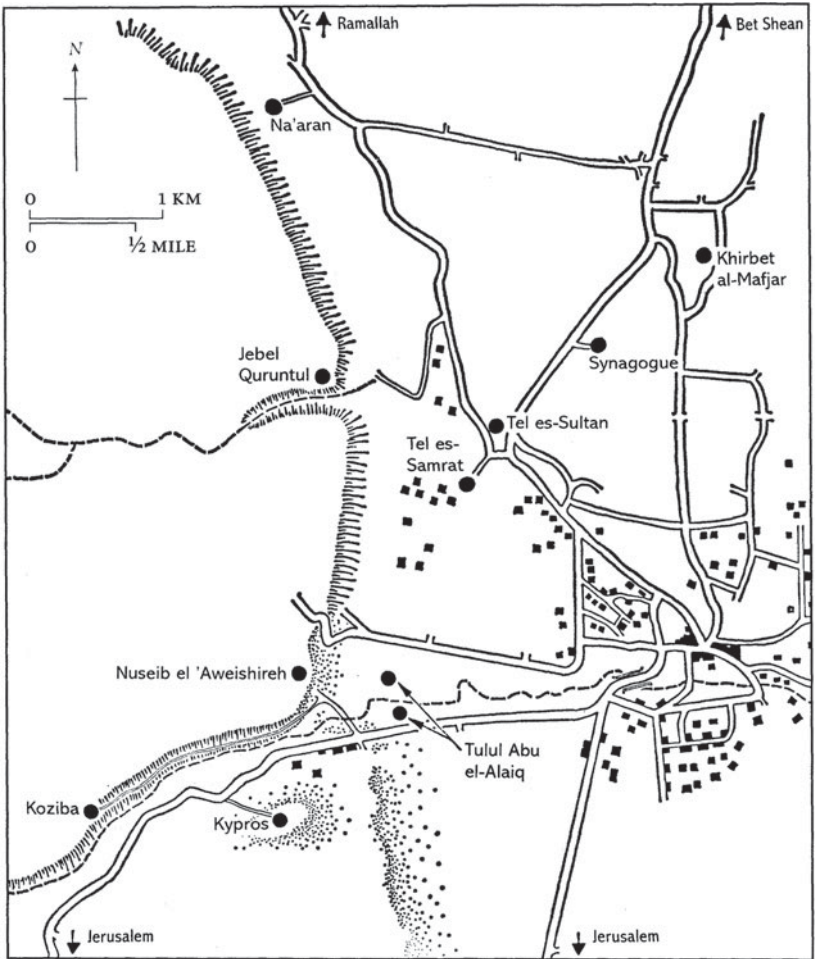 Ramallah
Bet Shean
N
Na'aran
0 1 KM
0 ½ MILE
Khirbet
al-Mafjar
Jebel
Quruntul
Synagogue
Tel es-Sultan
Tel es-
Samrat
Nuseib el 'Aweishireh
Tulul Abu
el-Alaiq
Koziba
Kypros
Jerusalem
Jerusalem